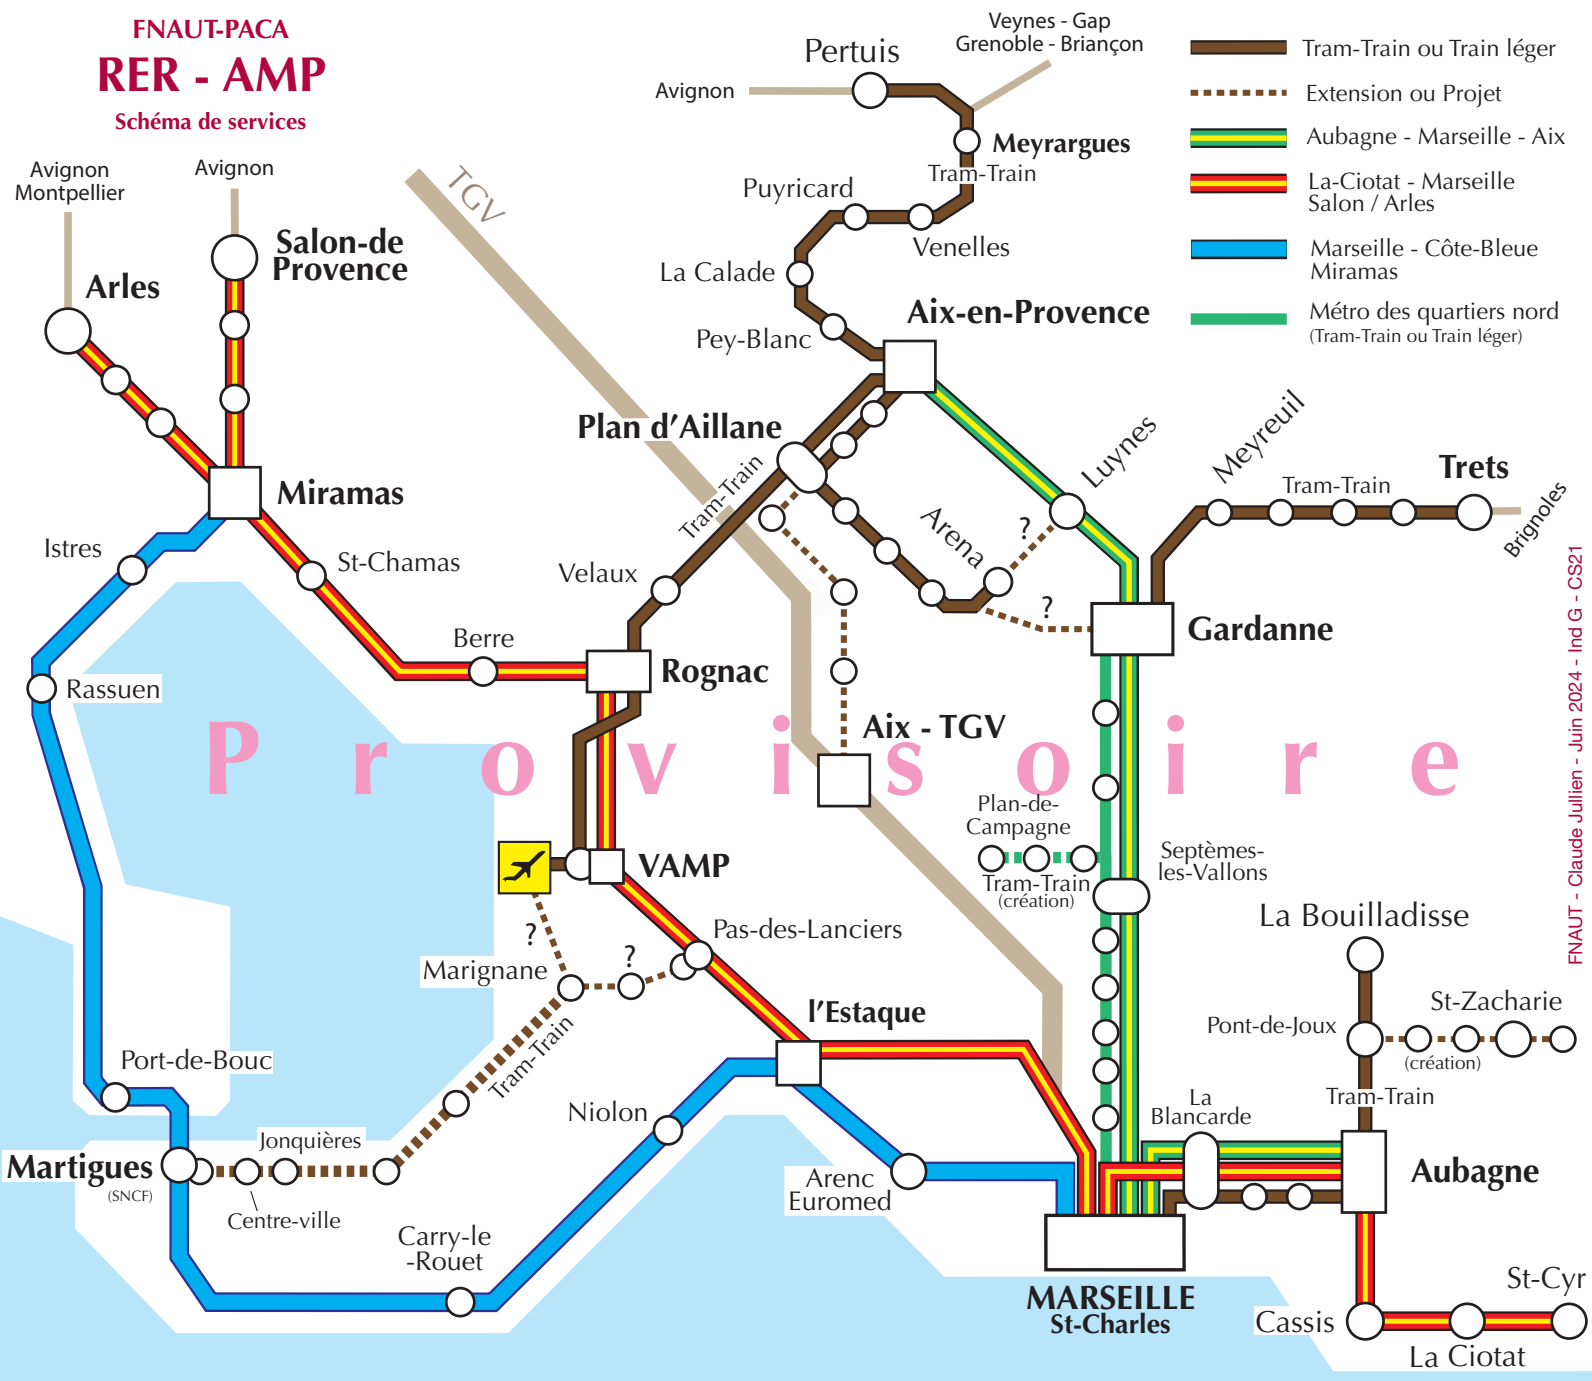 FNAUT-PACA
RER - AMP
Schéma de services
Avignon
Montpellier
Avignon
TGV
Salon-de
Provence
Arles
Miramas
Istres
St-Chamas
Rassuen
Berre
Velaux
Rognac
Pertuis
Avignon
Veynes - Gap
Grenoble - Briançon
Meyrargues
Tram-Train
Puyricard
Venelles
La Calade
Pey-Blanc
Aix-en-Provence
Plan d’Aillane
Tram-Train
Arena
?
?
Luynes
Meyreuil
Tram-Train
Trets
Brignoles
Gardanne
Tram-Train ou Train léger
Extension ou Projet
Aubagne - Marseille - Aix
La-Ciotat - Marseille
Salon / Arles
Marseille - Côte-Bleue
Miramas
Métro des quartiers nord
(Tram-Train ou Train léger)
Provisoire
Aix - TGV
Plan-de-
Campagne
Tram-Train
(création)
Septèmes-
les-Vallons
VAMP
Pas-des-Lanciers
?
?
Marignane
Tram-Train
l’Estaque
Port-de-Bouc
Niolon
Jonquières
Martigues
(SNCF)
Centre-ville
Carry-le
-Rouet
Arenc
Euromed
La Bouilladisse
Pont-de-Joux
St-Zacharie
(création)
Tram-Train
La
Blancarde
Aubagne
MARSEILLE
St-Charles
Cassis
La Ciotat
St-Cyr
FNAUT - Claude Jullien - Juin 2024 - Ind G - CS21